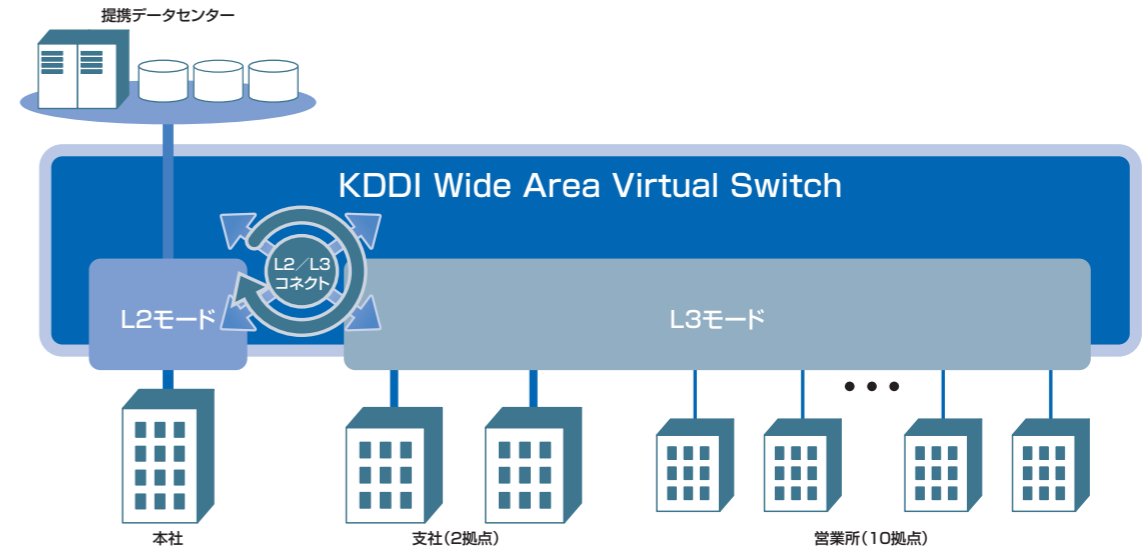 提携データセンター
KDDI Wide Area Virtual Switch
L2/L3
コネクト
L2モード
L3モード
•••
本社
支社(2拠点)
営業所(10拠点)